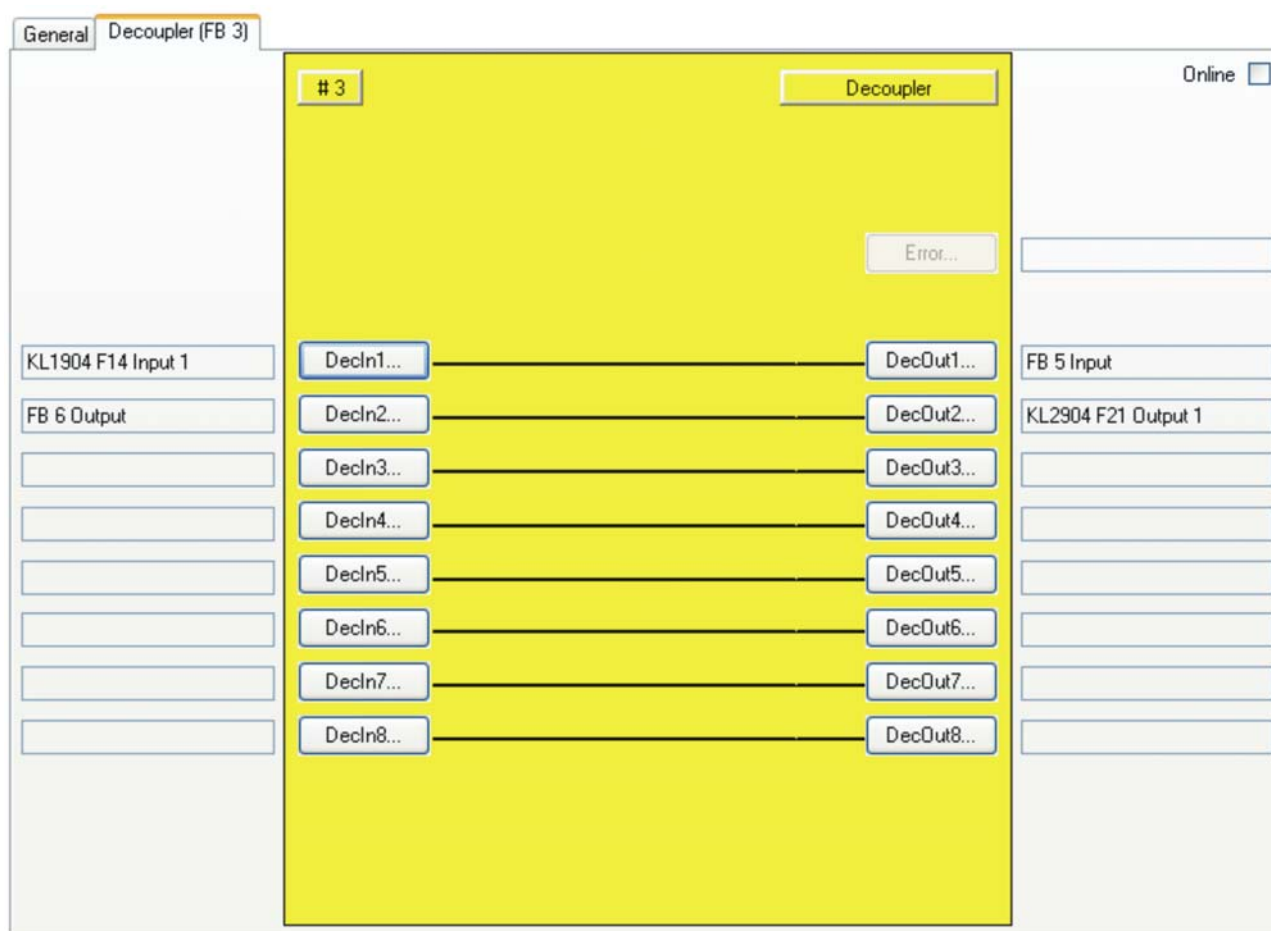 General Decoupler (FB 3)
# 3 Decoupler Online
Error...
KL1904 F14 Input 1 DecIn1... DecOut1... FB 5 Input
FB 6 Output DecIn2... DecOut2... KL2904 F21 Output 1
DecIn3... DecOut3...
DecIn4... DecOut4...
DecIn5... DecOut5...
DecIn6... DecOut6...
DecIn7... DecOut7...
DecIn8... DecOut8...